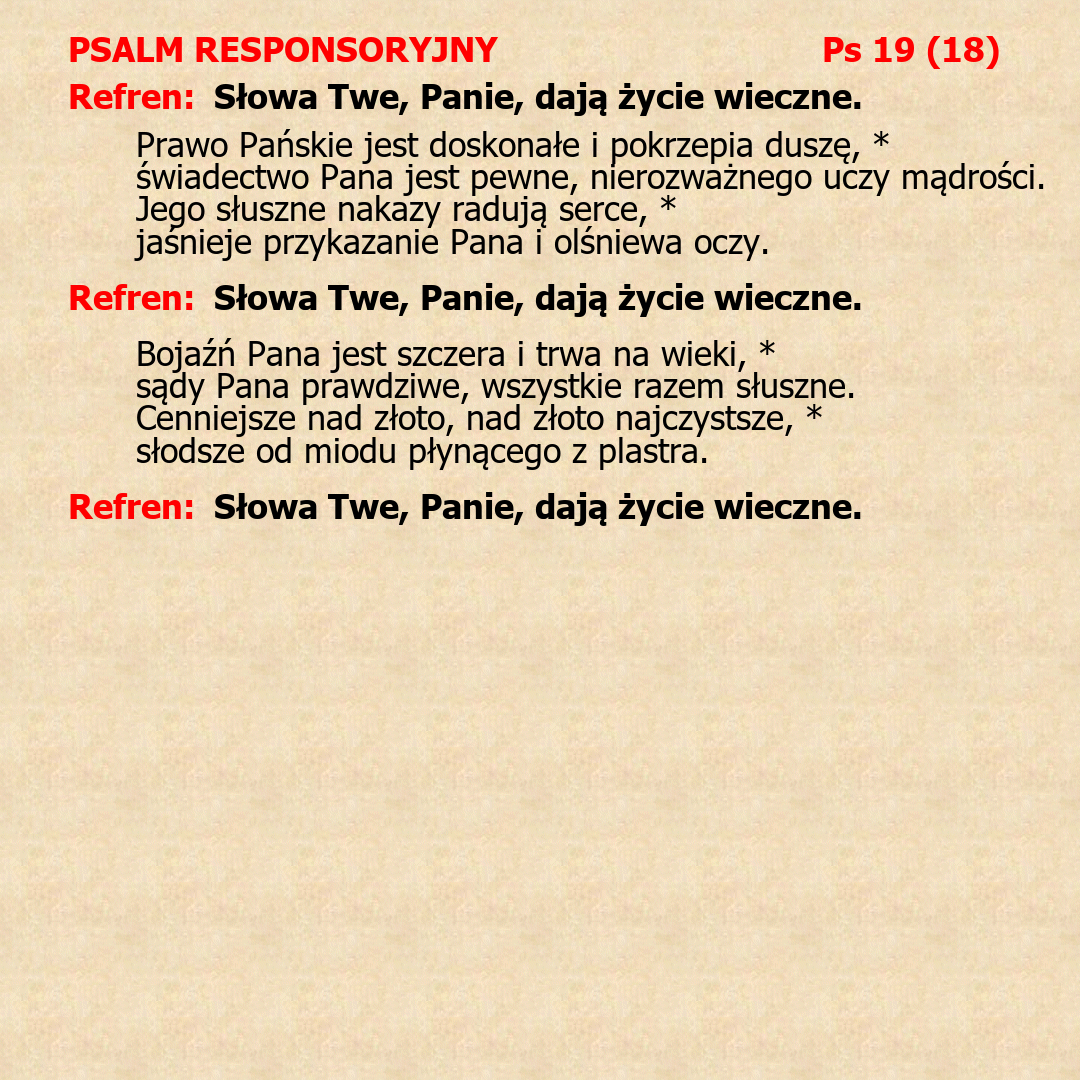 PSALM RESPONSORYJNY Ps 19 (18)
Refren: Słowa Twe, Panie, dają życie wieczne.
Prawo Pańskie jest doskonałe i pokrzepia duszę, *
świadectwo Pana jest pewne, nierozważnego uczy mądrości.
Jego słuszne nakazy radują serce, *
jaśnieje przykazanie Pana i olśniewa oczy.
Refren: Słowa Twe, Panie, dają życie wieczne.
Bojaźń Pana jest szczera i trwa na wieki, *
sądy Pana prawdziwe, wszystkie razem słuszne.
Cenniejsze nad złoto, nad złoto najczystsze, *
słodsze od miodu płynącego z plastra.
Refren: Słowa Twe, Panie, dają życie wieczne.